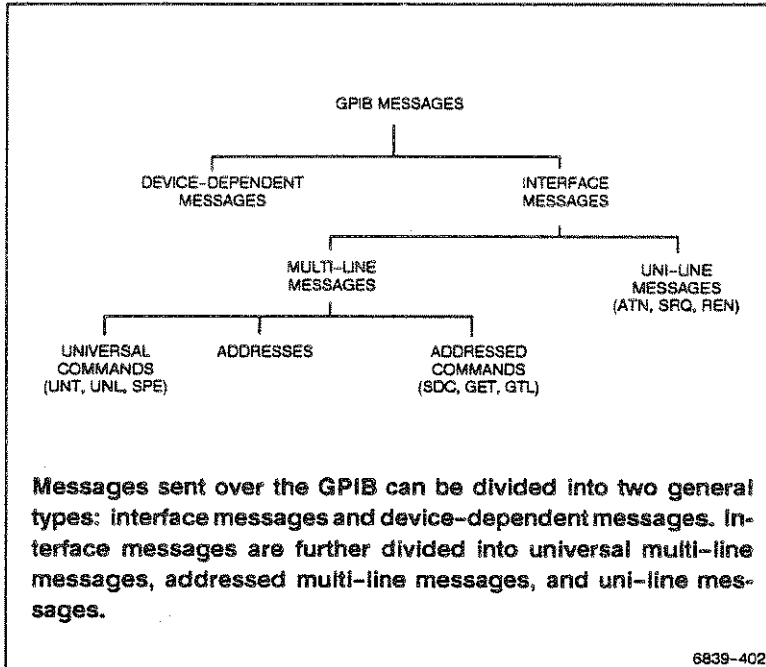 GPIB MESSAGES
DEVICE-DEPENDENT
MESSAGES
INTERFACE
MESSAGES
MULTI-LINE
MESSAGES
UNI-LINE
MESSAGES
(ATN, SRQ, REN)
UNIVERSAL
COMMANDS
(UNT, UNL, SPE)
ADDRESSES
ADDRESSED
COMMANDS
(SDC, GET, GTL)
Messages sent over the GPIB can be divided into two general
types: interface messages and device-dependent messages. In-
terface messages are further divided into universal multi-line
messages, addressed multi-line messages, and uni-line mes-
sages.
6839-402